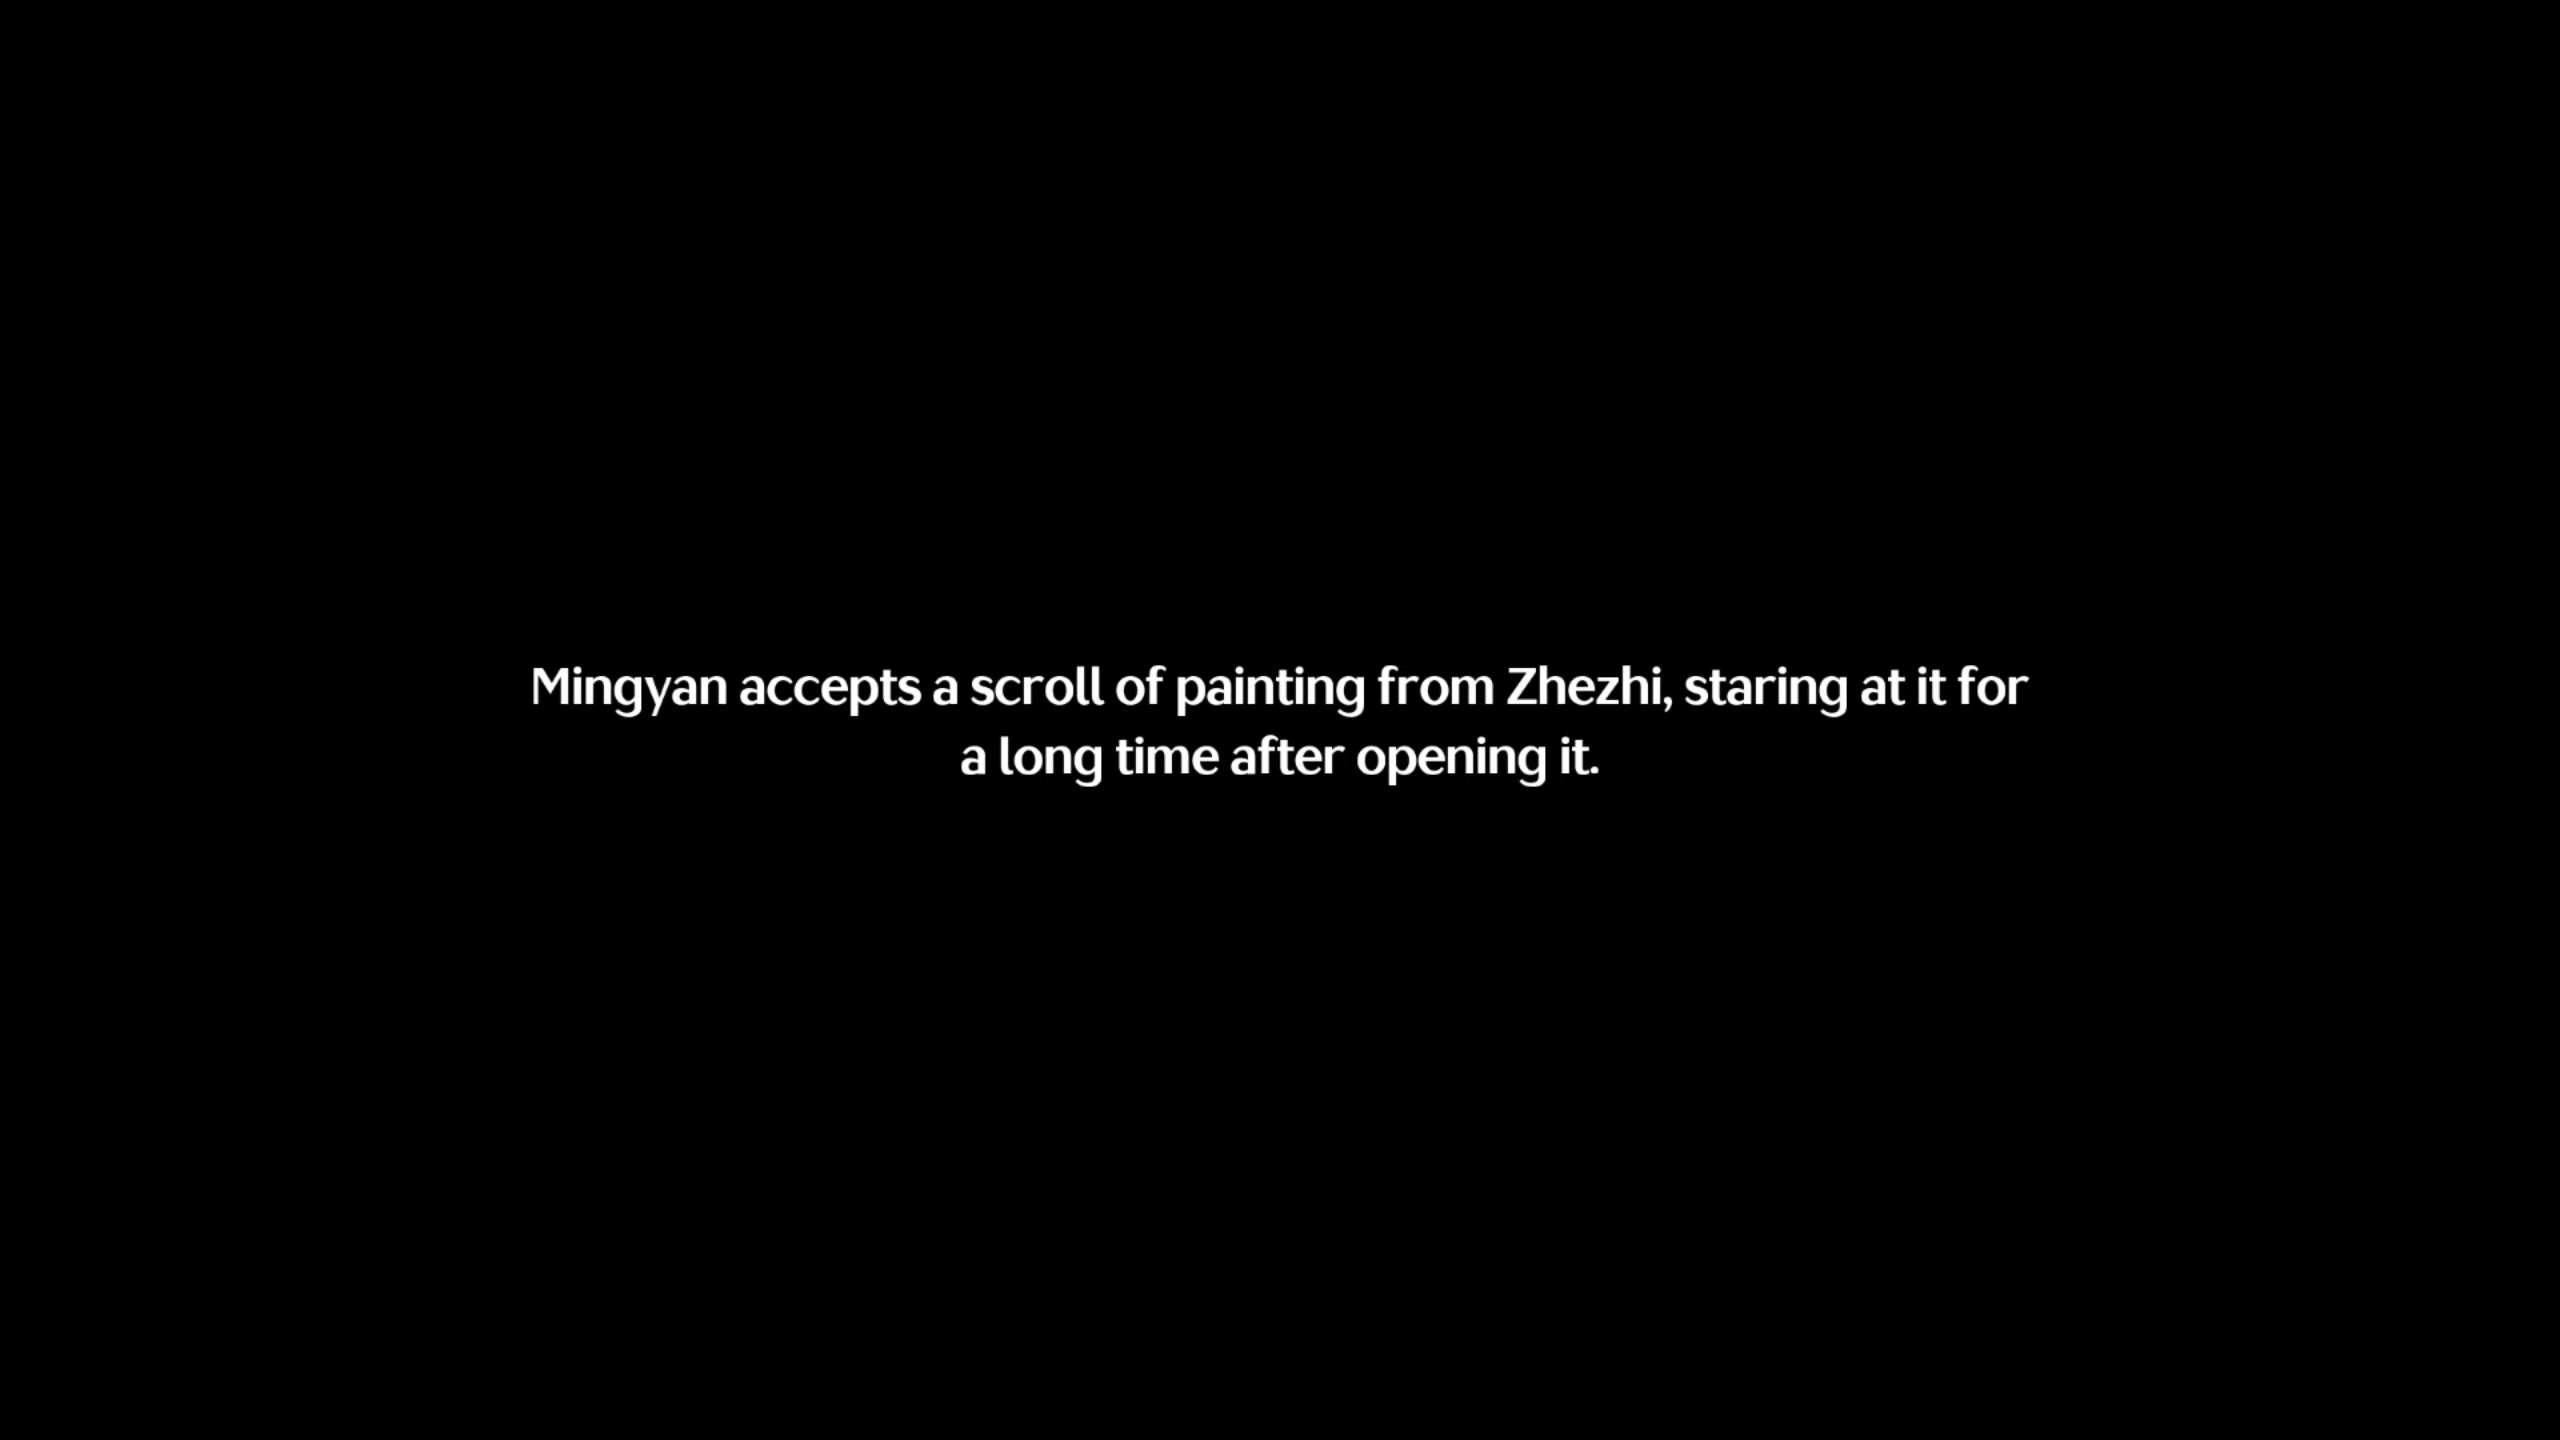 Mingyan accepts a scroll of painting from Zhezhi, staring at it for
a long time after opening it.